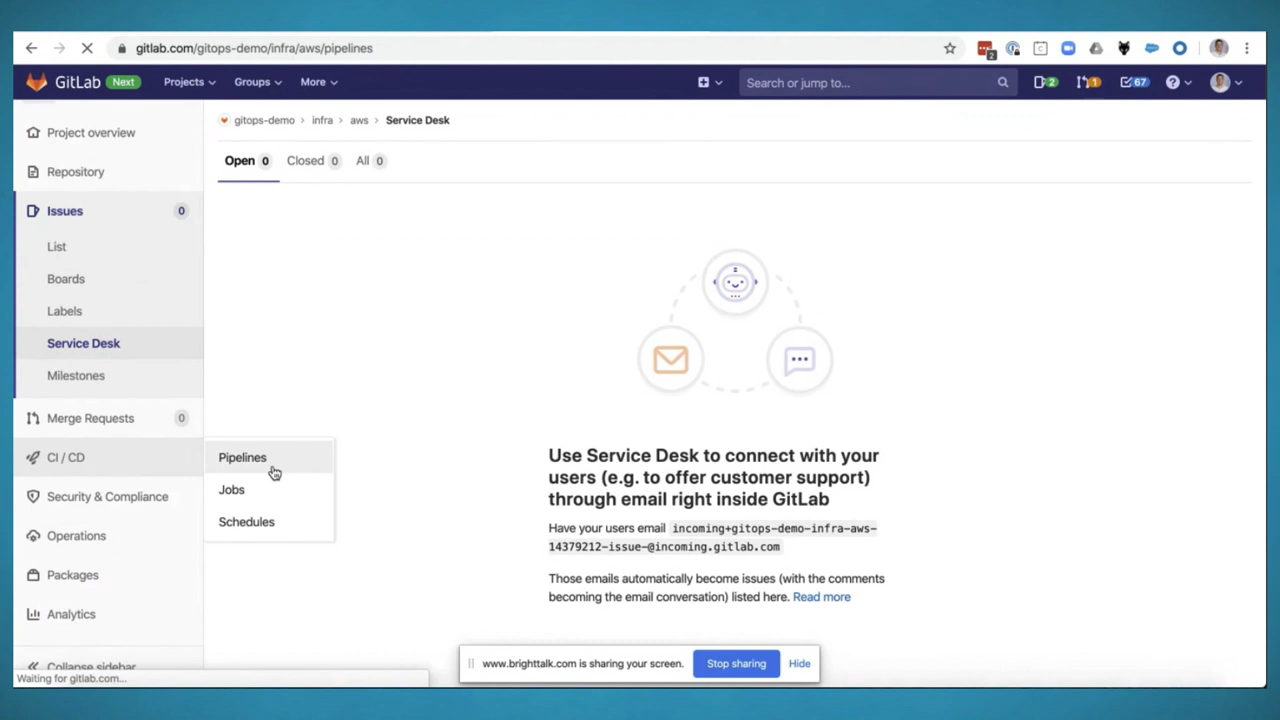 gitlab.com/gitops-demo/infra/aws/pipelines
2
GitLab Next Projects Groups More Search or jump to... 2 1 67
gitops-demo > infra > aws > Service Desk
Project overview
Repository
Issues 0
List
Boards
Labels
Service Desk
Milestones
Merge Requests 0
CI / CD
Security & Compliance
Operations
Packages
Analytics
Collapse sidebar
Waiting for gitlab.com...
Pipelines
Jobs
Schedules
Open 0 Closed 0 All 0
Use Service Desk to connect with your
users (e.g. to offer customer support)
through email right inside GitLab
Have your users email incoming+gitops-demo-infra-aws-
14379212-issue-@incoming.gitlab.com
Those emails automatically become issues (with the comments
becoming the email conversation) listed here. Read more
www.brighttalk.com is sharing your screen. Stop sharing Hide